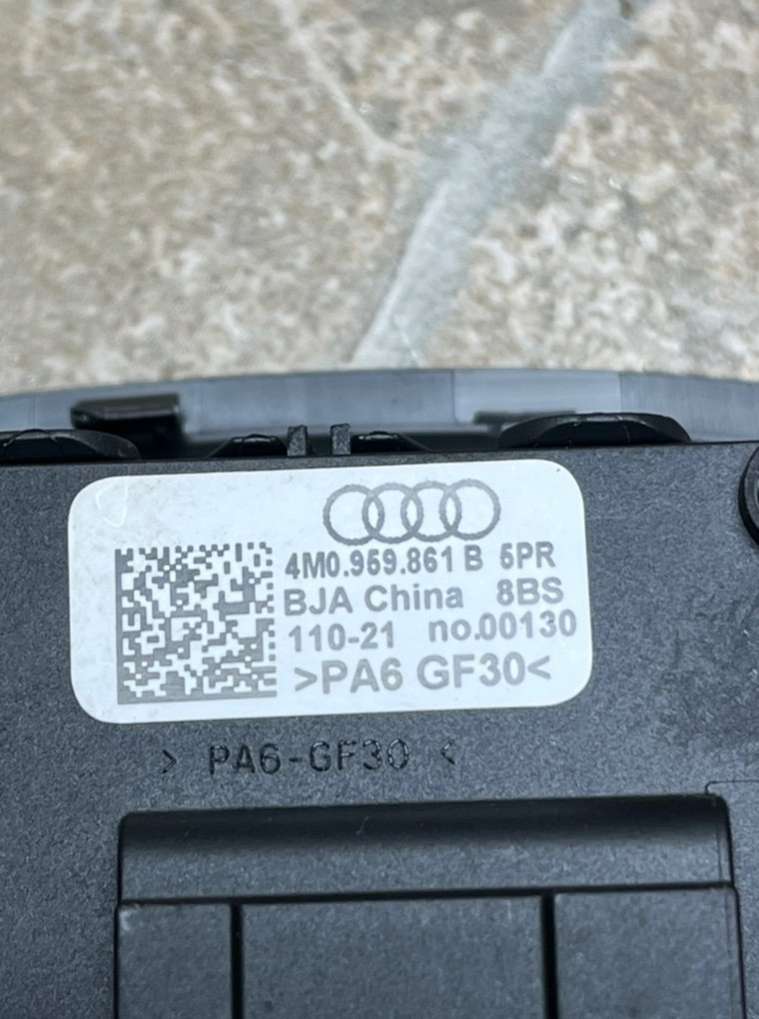 4M0.959.861 B 5PR
BJA China 8BS
110-21 no.00130
>PA6 GF30<
> PA6-GF30 <